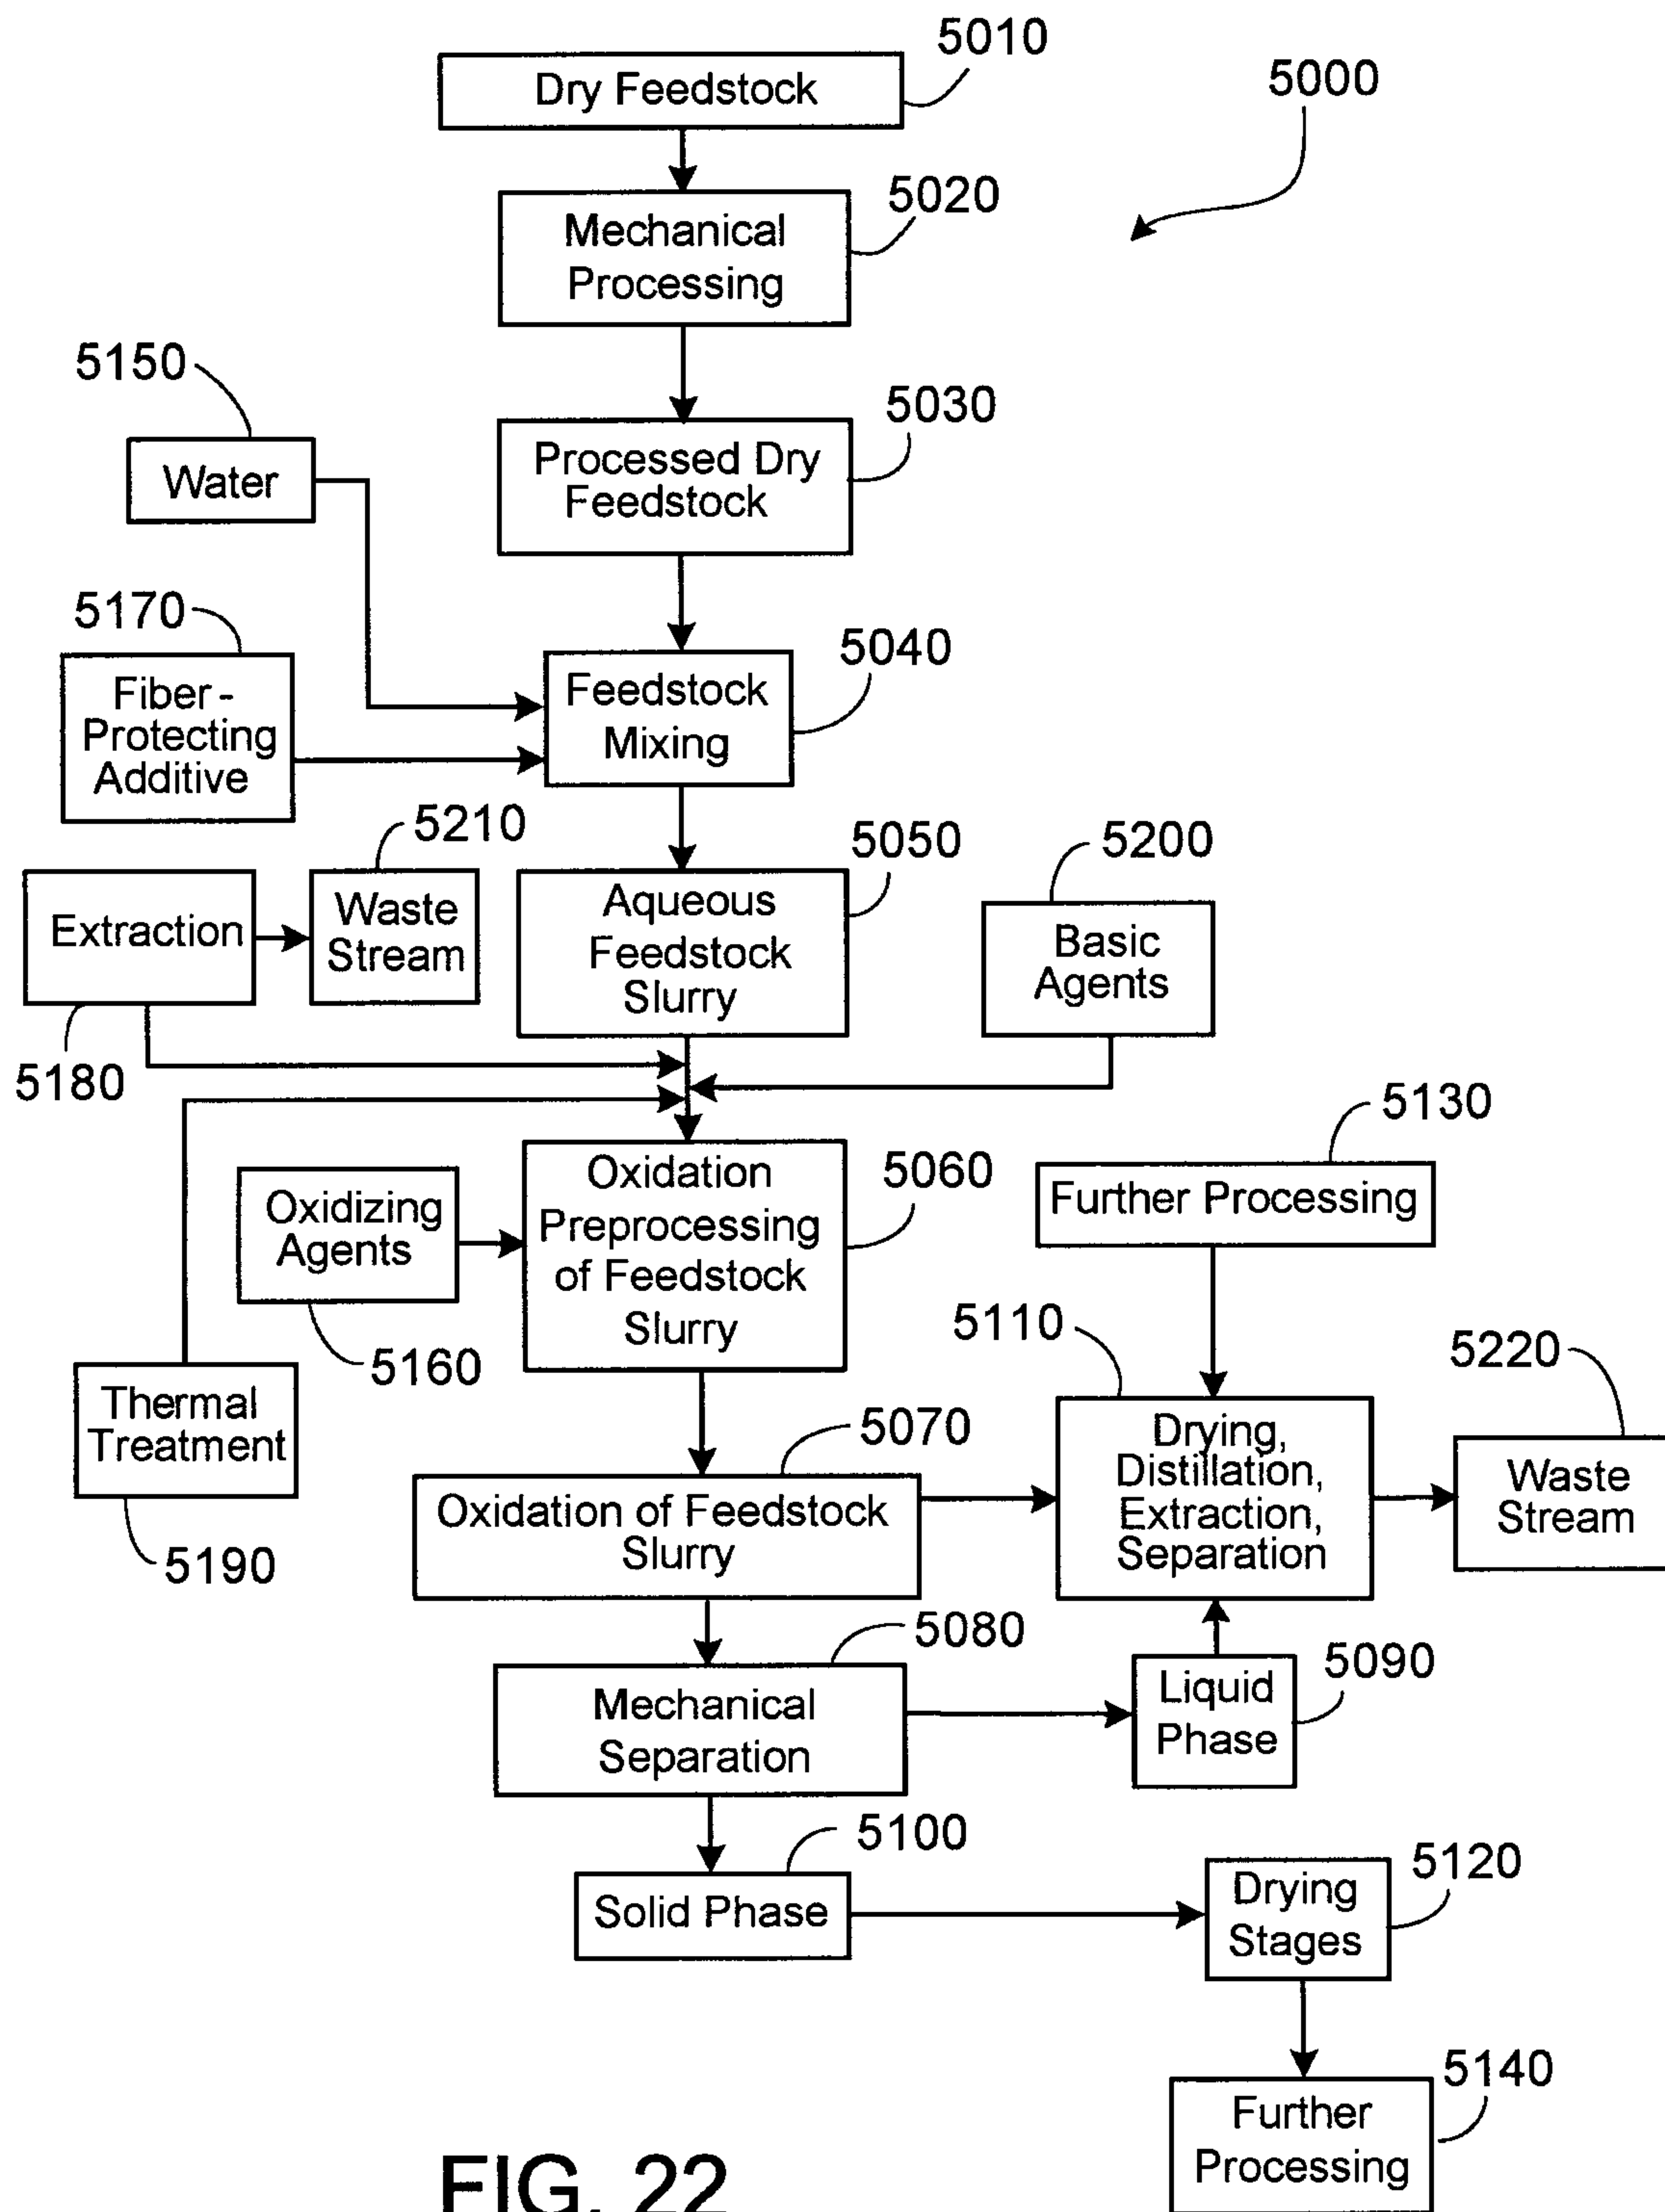 5010
Dry Feedstock
5000
5020
Mechanical
Processing
5150
5030
Water
Processed Dry
Feedstock
5170
5040
Fiber-
Protecting
Additive
Feedstock
Mixing
5210
5050
5200
Extraction
Waste
Stream
Aqueous
Feedstock
Slurry
Basic
Agents
5180
5130
5060
Oxidizing
Agents
Oxidation
Preprocessing
of Feedstock
Slurry
Further Processing
5160
5110
5220
Thermal
Treatment
5190
5070
Oxidation of Feedstock
Slurry
Drying,
Distillation,
Extraction,
Separation
Waste
Stream
5080
Mechanical
Separation
5090
Liquid
Phase
5100
Solid Phase
5120
Drying
Stages
5140
Further
Processing
FIG. 22